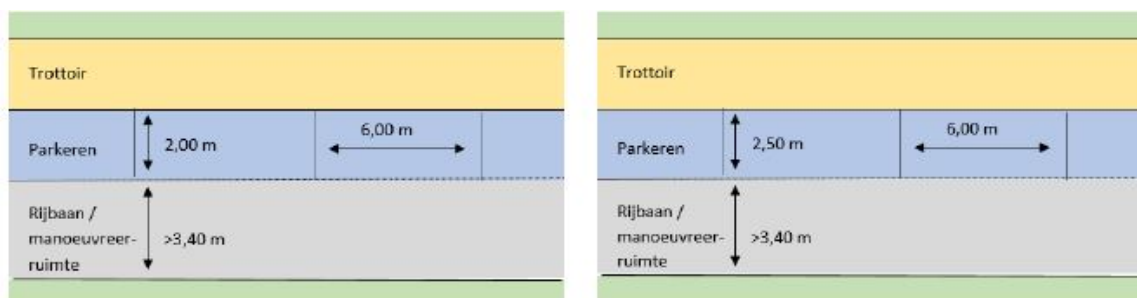 Trottoir
Parkeren
2,00 m
6,00 m
Rijbaan /
manoeuvreer-
ruimte
>3,40 m
Trottoir
Parkeren
2,50 m
6,00 m
Rijbaan /
manoeuvreer-
ruimte
>3,40 m